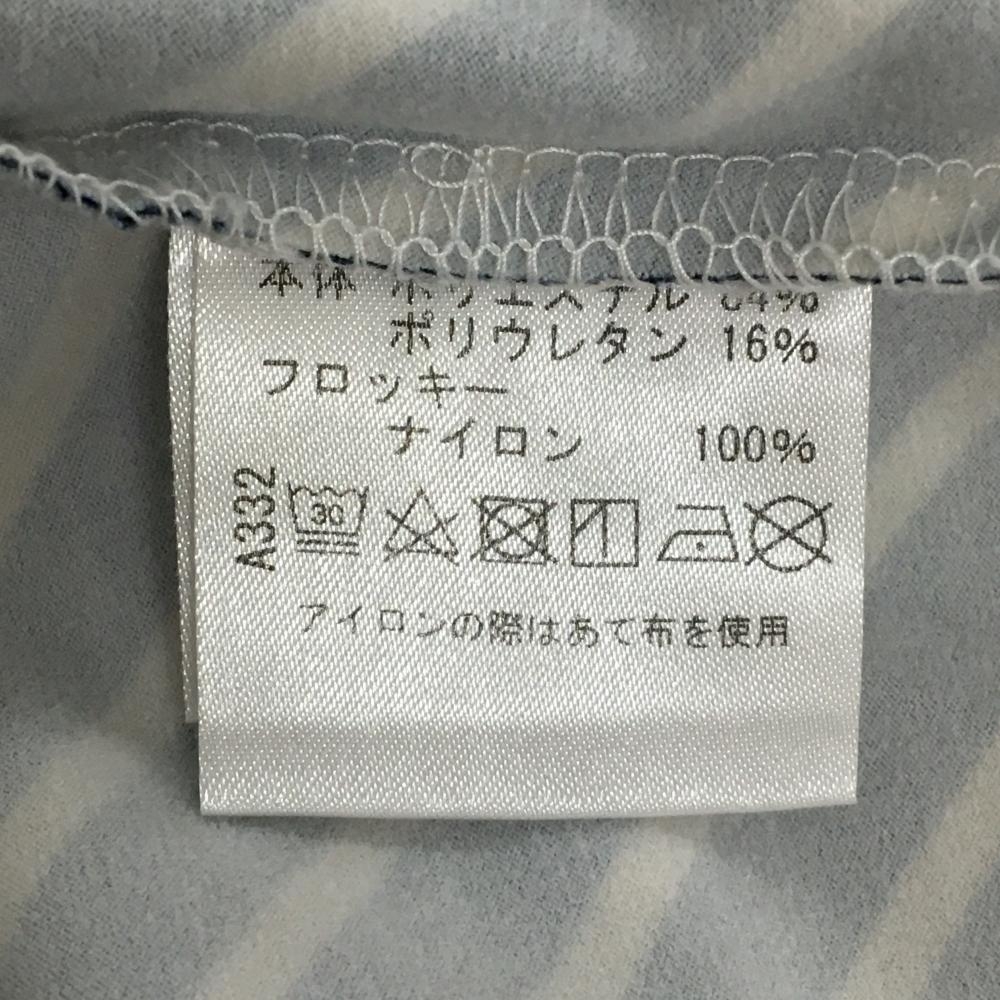 本体 ポリエステル 84%
ポリウレタン 16%
フロッキー
ナイロン 100%
A332
30
アイロンの際はあて布を使用